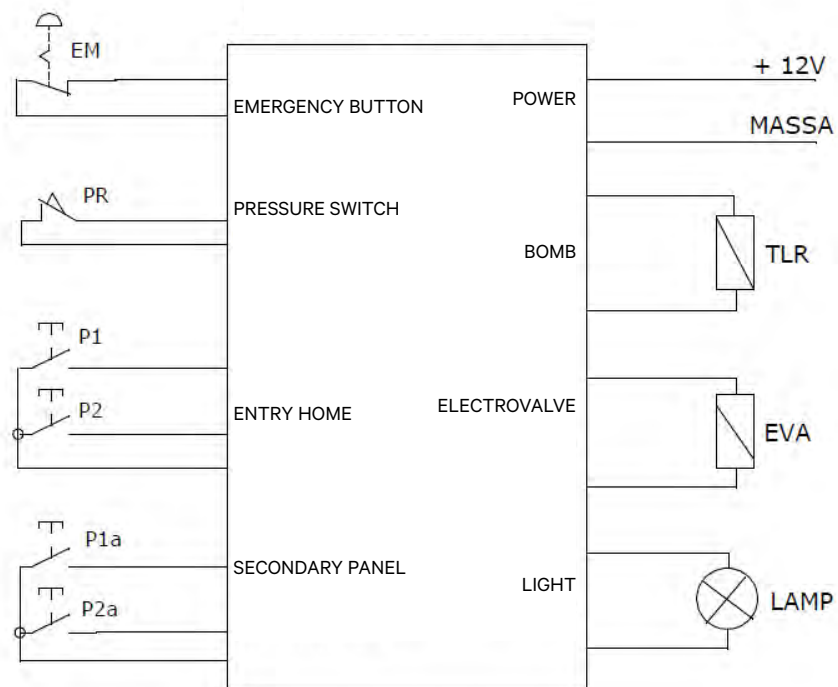 EM
EMERGENCY BUTTON
PR
PRESSURE SWITCH
P1
P2
ENTRY HOME
P1a
SECONDARY PANEL
P2a
+ 12V
POWER
MASSA
BOMB
TLR
ELECTROVALVE
EVA
LIGHT
LAMP